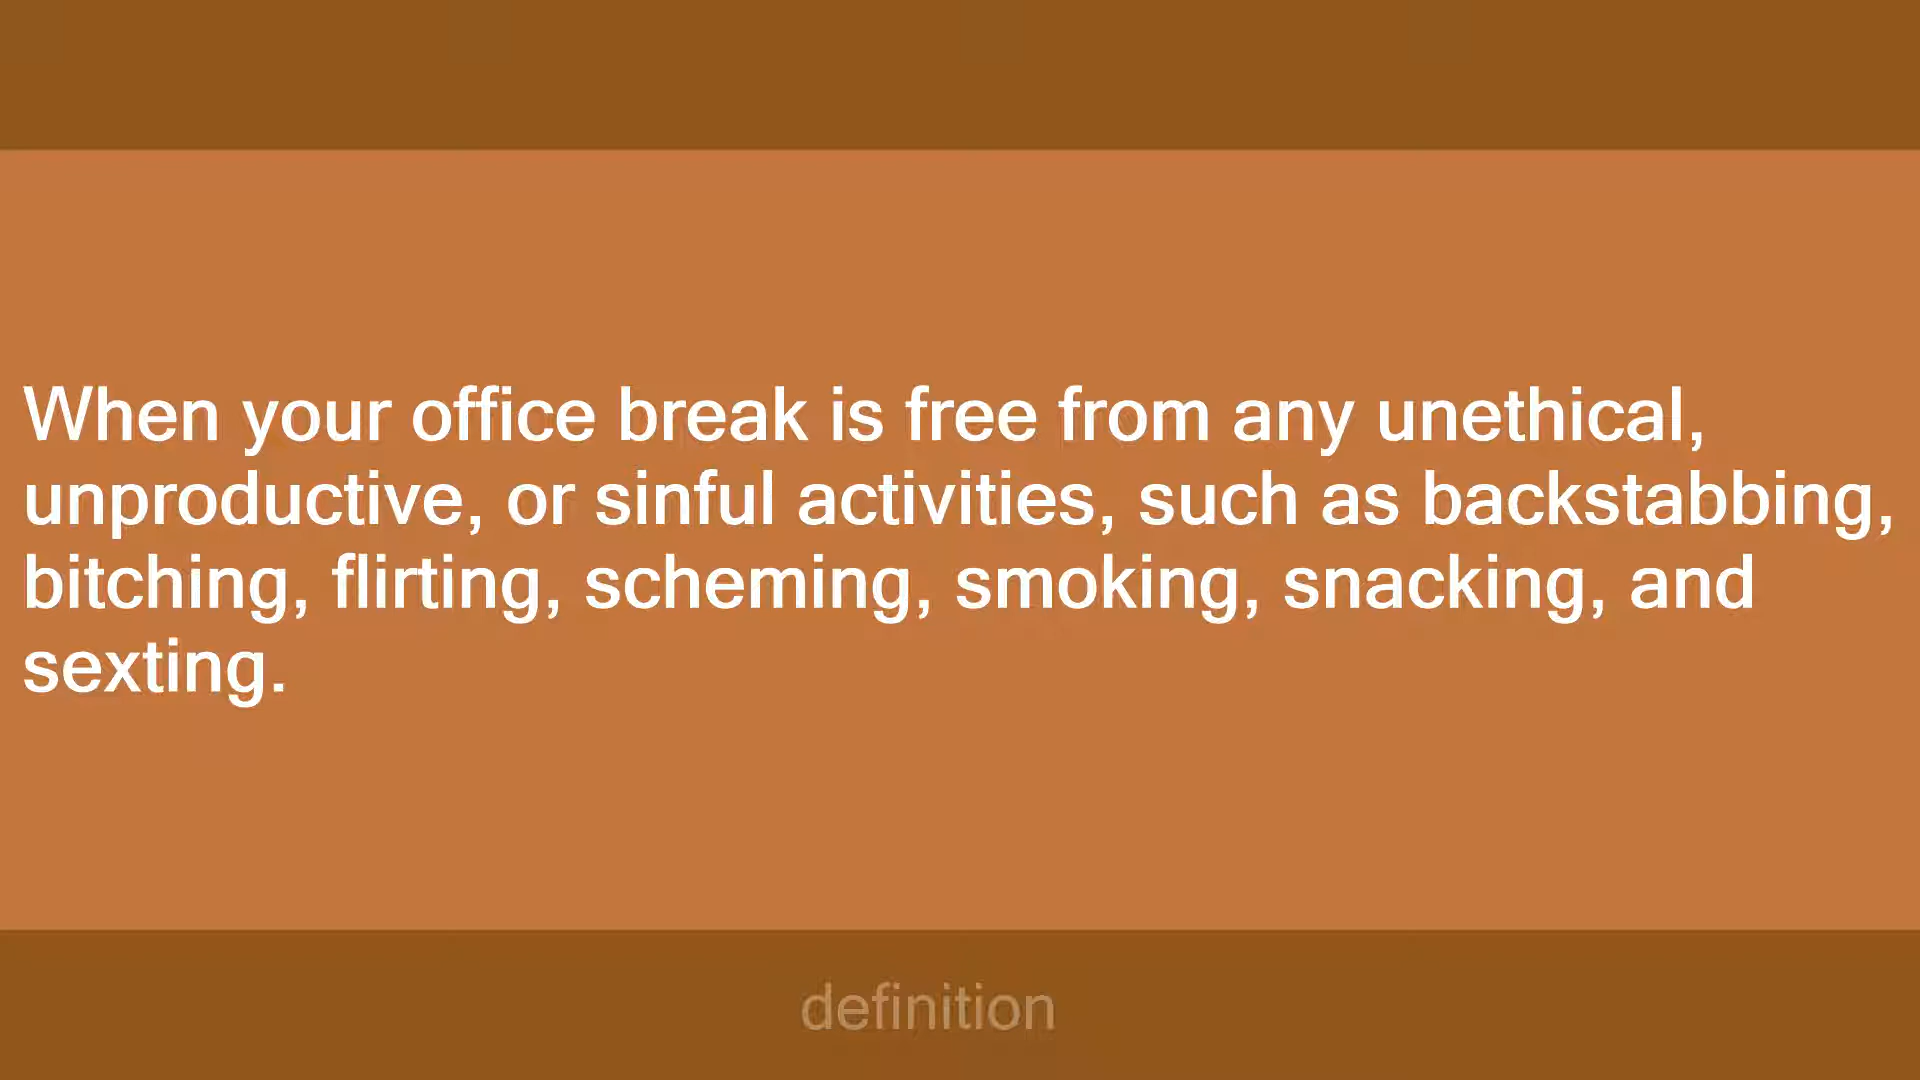 When your office break is free from any unethical,
unproductive, or sinful activities, such as backstabbing,
bitching, flirting, scheming, smoking, snacking, and
sexting.
definition